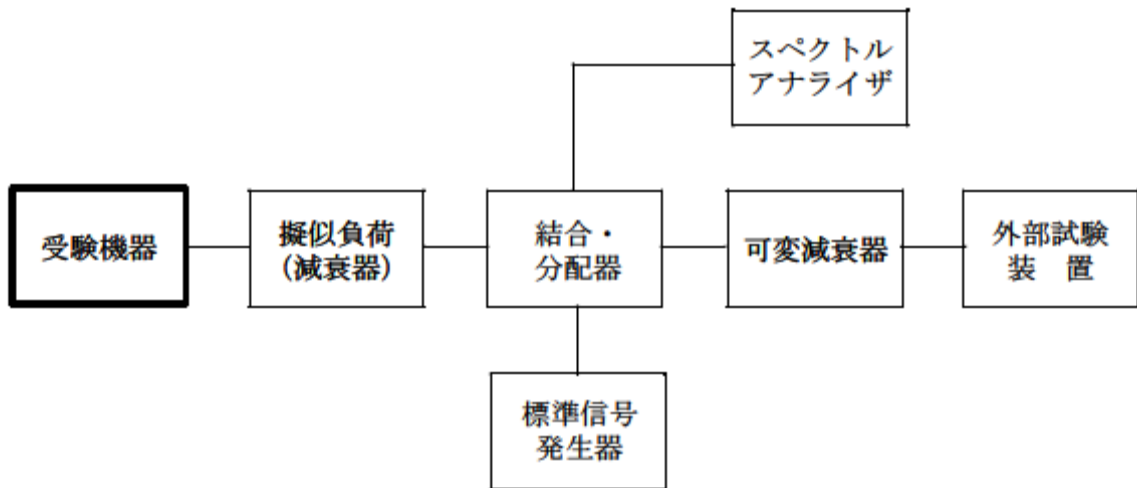 スペクトル
アナライザ
受験機器
擬似負荷
(減衰器)
結合・
分配器
可変減衰器
外部試験
装　置
標準信号
発生器